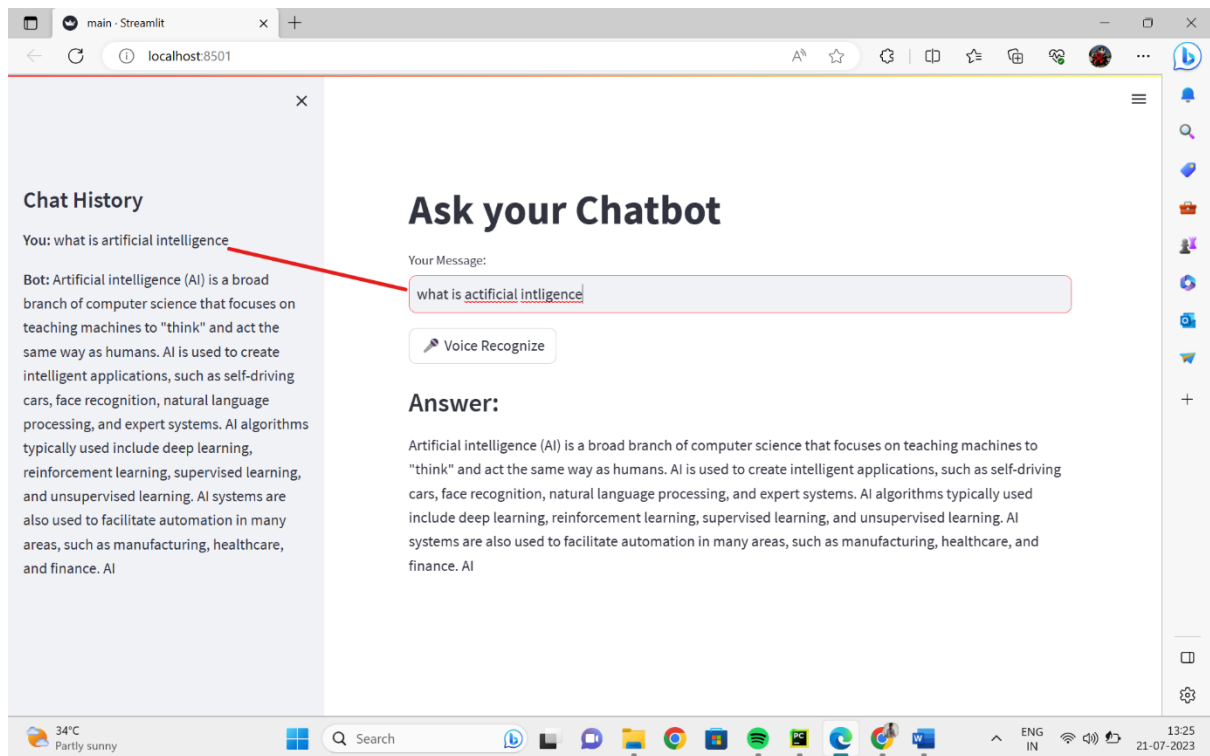 main - Streamlit
localhost:8501
Chat History
You: what is artificial intelligence
Bot: Artificial intelligence (AI) is a broad
branch of computer science that focuses on
teaching machines to "think" and act the
same way as humans. AI is used to create
intelligent applications, such as self-driving
cars, face recognition, natural language
processing, and expert systems. AI algorithms
typically used include deep learning,
reinforcement learning, supervised learning,
and unsupervised learning. AI systems are
also used to facilitate automation in many
areas, such as manufacturing, healthcare,
and finance. AI
Ask your Chatbot
Your Message:
what is actificial intligence
Voice Recognize
Answer:
Artificial intelligence (AI) is a broad branch of computer science that focuses on teaching machines to
"think" and act the same way as humans. AI is used to create intelligent applications, such as self-driving
cars, face recognition, natural language processing, and expert systems. AI algorithms typically used
include deep learning, reinforcement learning, supervised learning, and unsupervised learning. AI
systems are also used to facilitate automation in many areas, such as manufacturing, healthcare, and
finance. AI
34°C
Partly sunny
Search
ENG
IN
13:25
21-07-2023